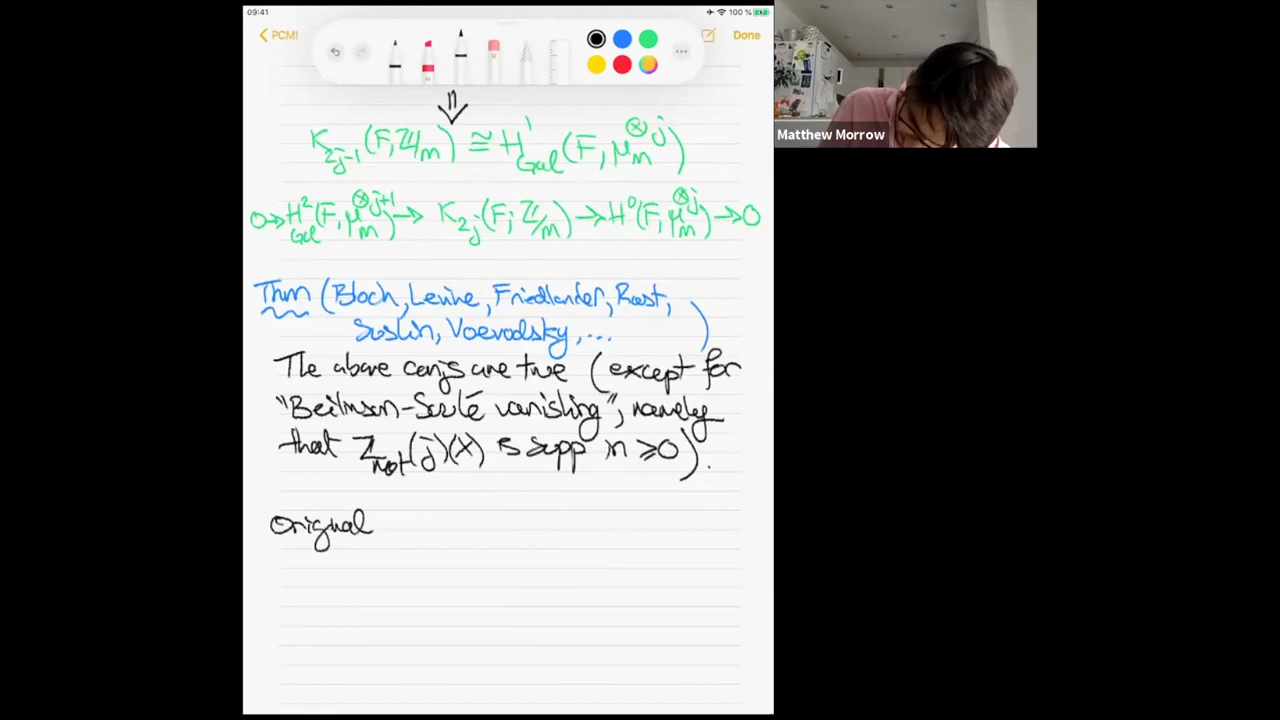 09:41
100 %
PCMI
Done
Matthew Morrow
K_{2j-1}(F, ℤ/m) ≅ H^1_{Gal}(F, μ_m^{⊗j})
0 → H^2_{Gal}(F, μ_m^{⊗j+1}) → K_{2j}(F; ℤ/m) → H^0(F, μ_m^{⊗j}) → 0
Thm (Bloch, Levine, Friedlander, Rost,
Suslin, Voevodsky, ... )
The above conjs are true (except for
"Beilinson-Soulé vanishing", namely
that ℤ_{mot}(j)(X) is supp n ≥ 0).
Original